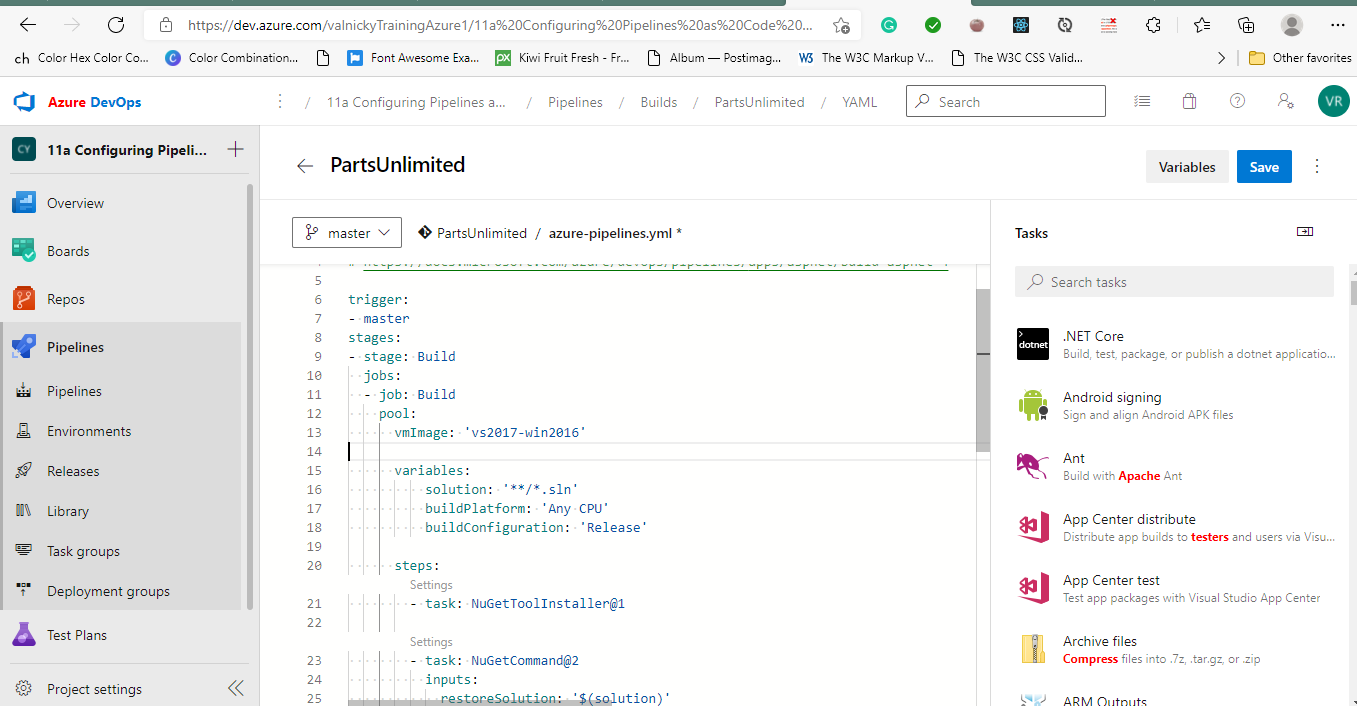 https://dev.azure.com/valnickyTrainingAzure1/11a%20Configuring%20Pipelines%20as%20Code%20...
ch Color Hex Color Co... Color Combination... Font Awesome Exa... px Kiwi Fruit Fresh - Fr... Album — Postimag... W3 The W3C Markup V... The W3C CSS Valid... Other favorites
Azure DevOps / 11a Configuring Pipelines a... / Pipelines / Builds / PartsUnlimited / YAML Search VR
CY 11a Configuring Pipeli...
Overview
Boards
Repos
Pipelines
Pipelines
Environments
Releases
Library
Task groups
Deployment groups
Test Plans
Project settings
PartsUnlimited
Variables Save
master PartsUnlimited / azure-pipelines.yml *
# https://docs.microsoft.com/azure/devops/pipelines/apps/aspnet/build-aspnet-4
5
6 trigger:
7 - master
8 stages:
9 - stage: Build
10 jobs:
11 - job: Build
12 pool:
13 vmImage: 'vs2017-win2016'
14
15 variables:
16 solution: '**/*.sln'
17 buildPlatform: 'Any CPU'
18 buildConfiguration: 'Release'
19
20 steps:
Settings
21 - task: NuGetToolInstaller@1
22
Settings
23 - task: NuGetCommand@2
24 inputs:
25 restoreSolution: '$(solution)'
Tasks
Search tasks
dotnet
.NET Core
Build, test, package, or publish a dotnet applicatio...
Android signing
Sign and align Android APK files
Ant
Build with Apache Ant
App Center distribute
Distribute app builds to testers and users via Visu...
App Center test
Test app packages with Visual Studio App Center
Archive files
Compress files into .7z, .tar.gz, or .zip
ARM Outputs